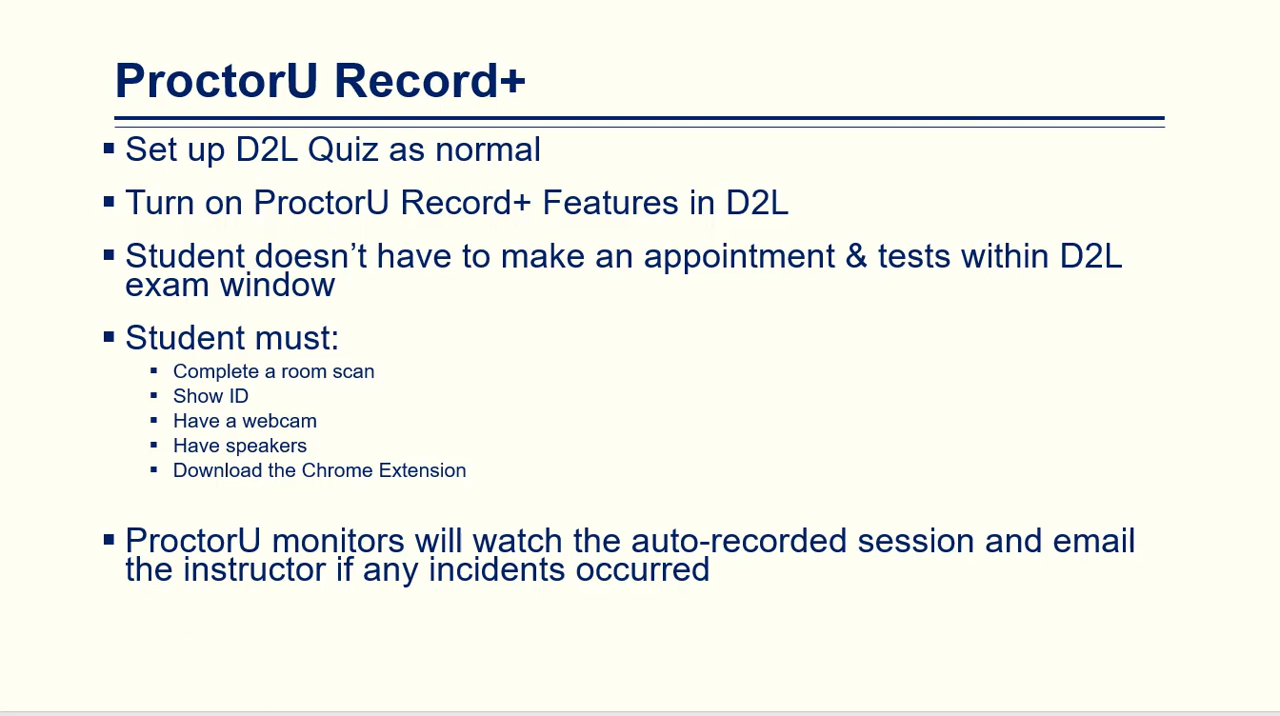 ProctorU Record+
▪ Set up D2L Quiz as normal
▪ Turn on ProctorU Record+ Features in D2L
▪ Student doesn’t have to make an appointment & tests within D2L
exam window
▪ Student must:
▪ Complete a room scan
▪ Show ID
▪ Have a webcam
▪ Have speakers
▪ Download the Chrome Extension
▪ ProctorU monitors will watch the auto-recorded session and email
the instructor if any incidents occurred